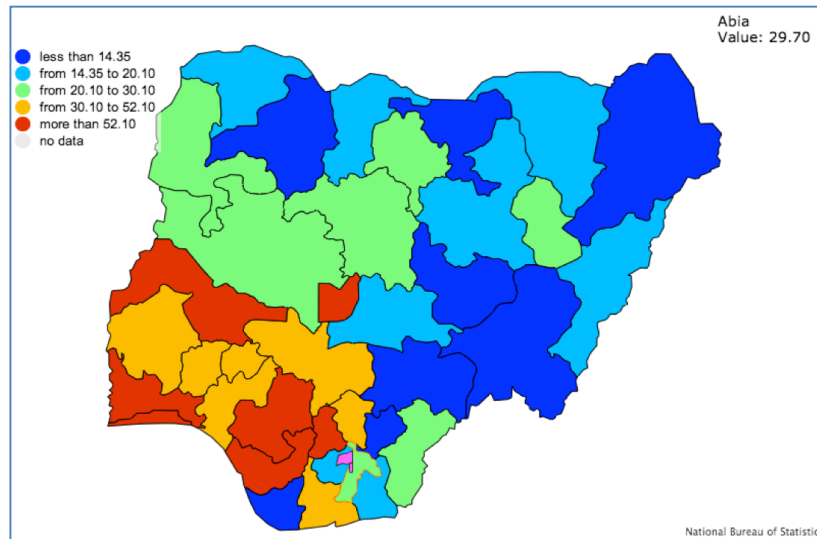 Abia
Value: 29.70
less than 14.35
from 14.35 to 20.10
from 20.10 to 30.10
from 30.10 to 52.10
more than 52.10
no data
National Bureau of Statistic